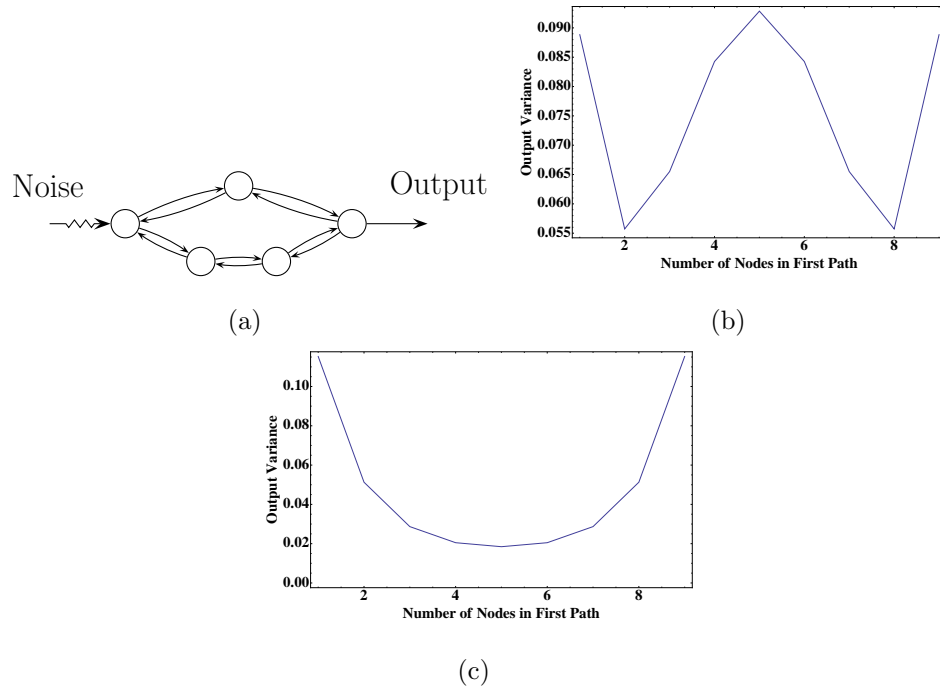 Noise
Output
(a)
0.090
0.085
0.080
0.075
0.070
0.065
0.060
0.055
Output Variance
2 4 6 8
Number of Nodes in First Path
(b)
0.10
0.08
0.06
0.04
0.02
0.00
Output Variance
2 4 6 8
Number of Nodes in First Path
(c)